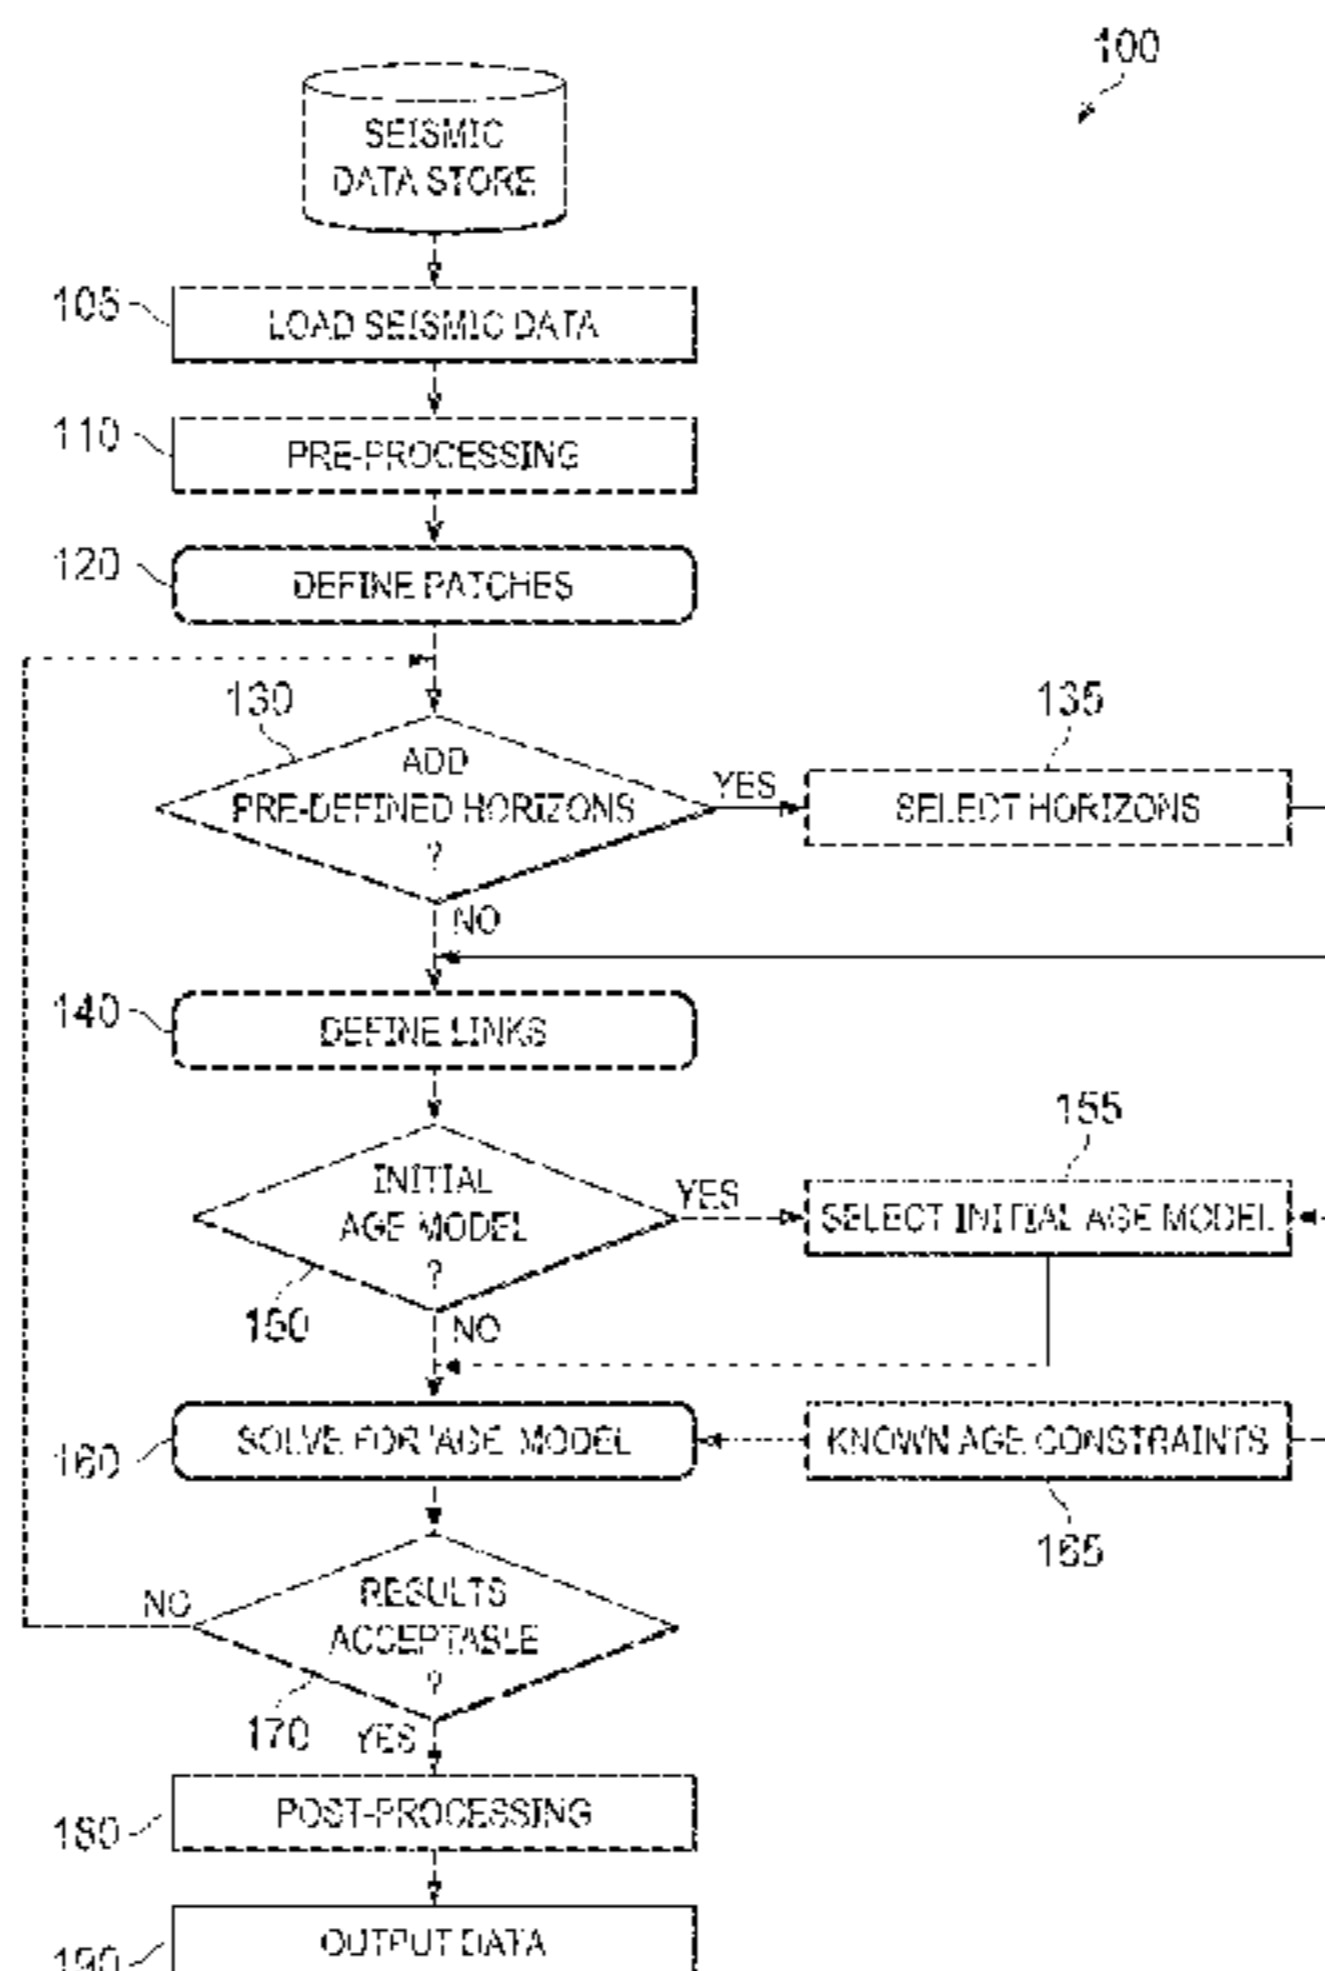 100
SEISMIC
DATA STORE
105
LOAD SEISMIC DATA
110
PRE-PROCESSING
120
DEFINE PATCHES
130
135
ADD
PRE-DEFINED HORIZONS
?
YES
SELECT HORIZONS
NO
140
DEFINE LINKS
155
INITIAL
AGE MODEL
?
YES
SELECT INITIAL AGE MODEL
150
NO
160
SOLVE FOR 'AGE' MODEL
KNOWN AGE CONSTRAINTS
165
RESULTS
ACCEPTABLE
?
NO
170
YES
180
POST-PROCESSING
190
OUTPUT DATA